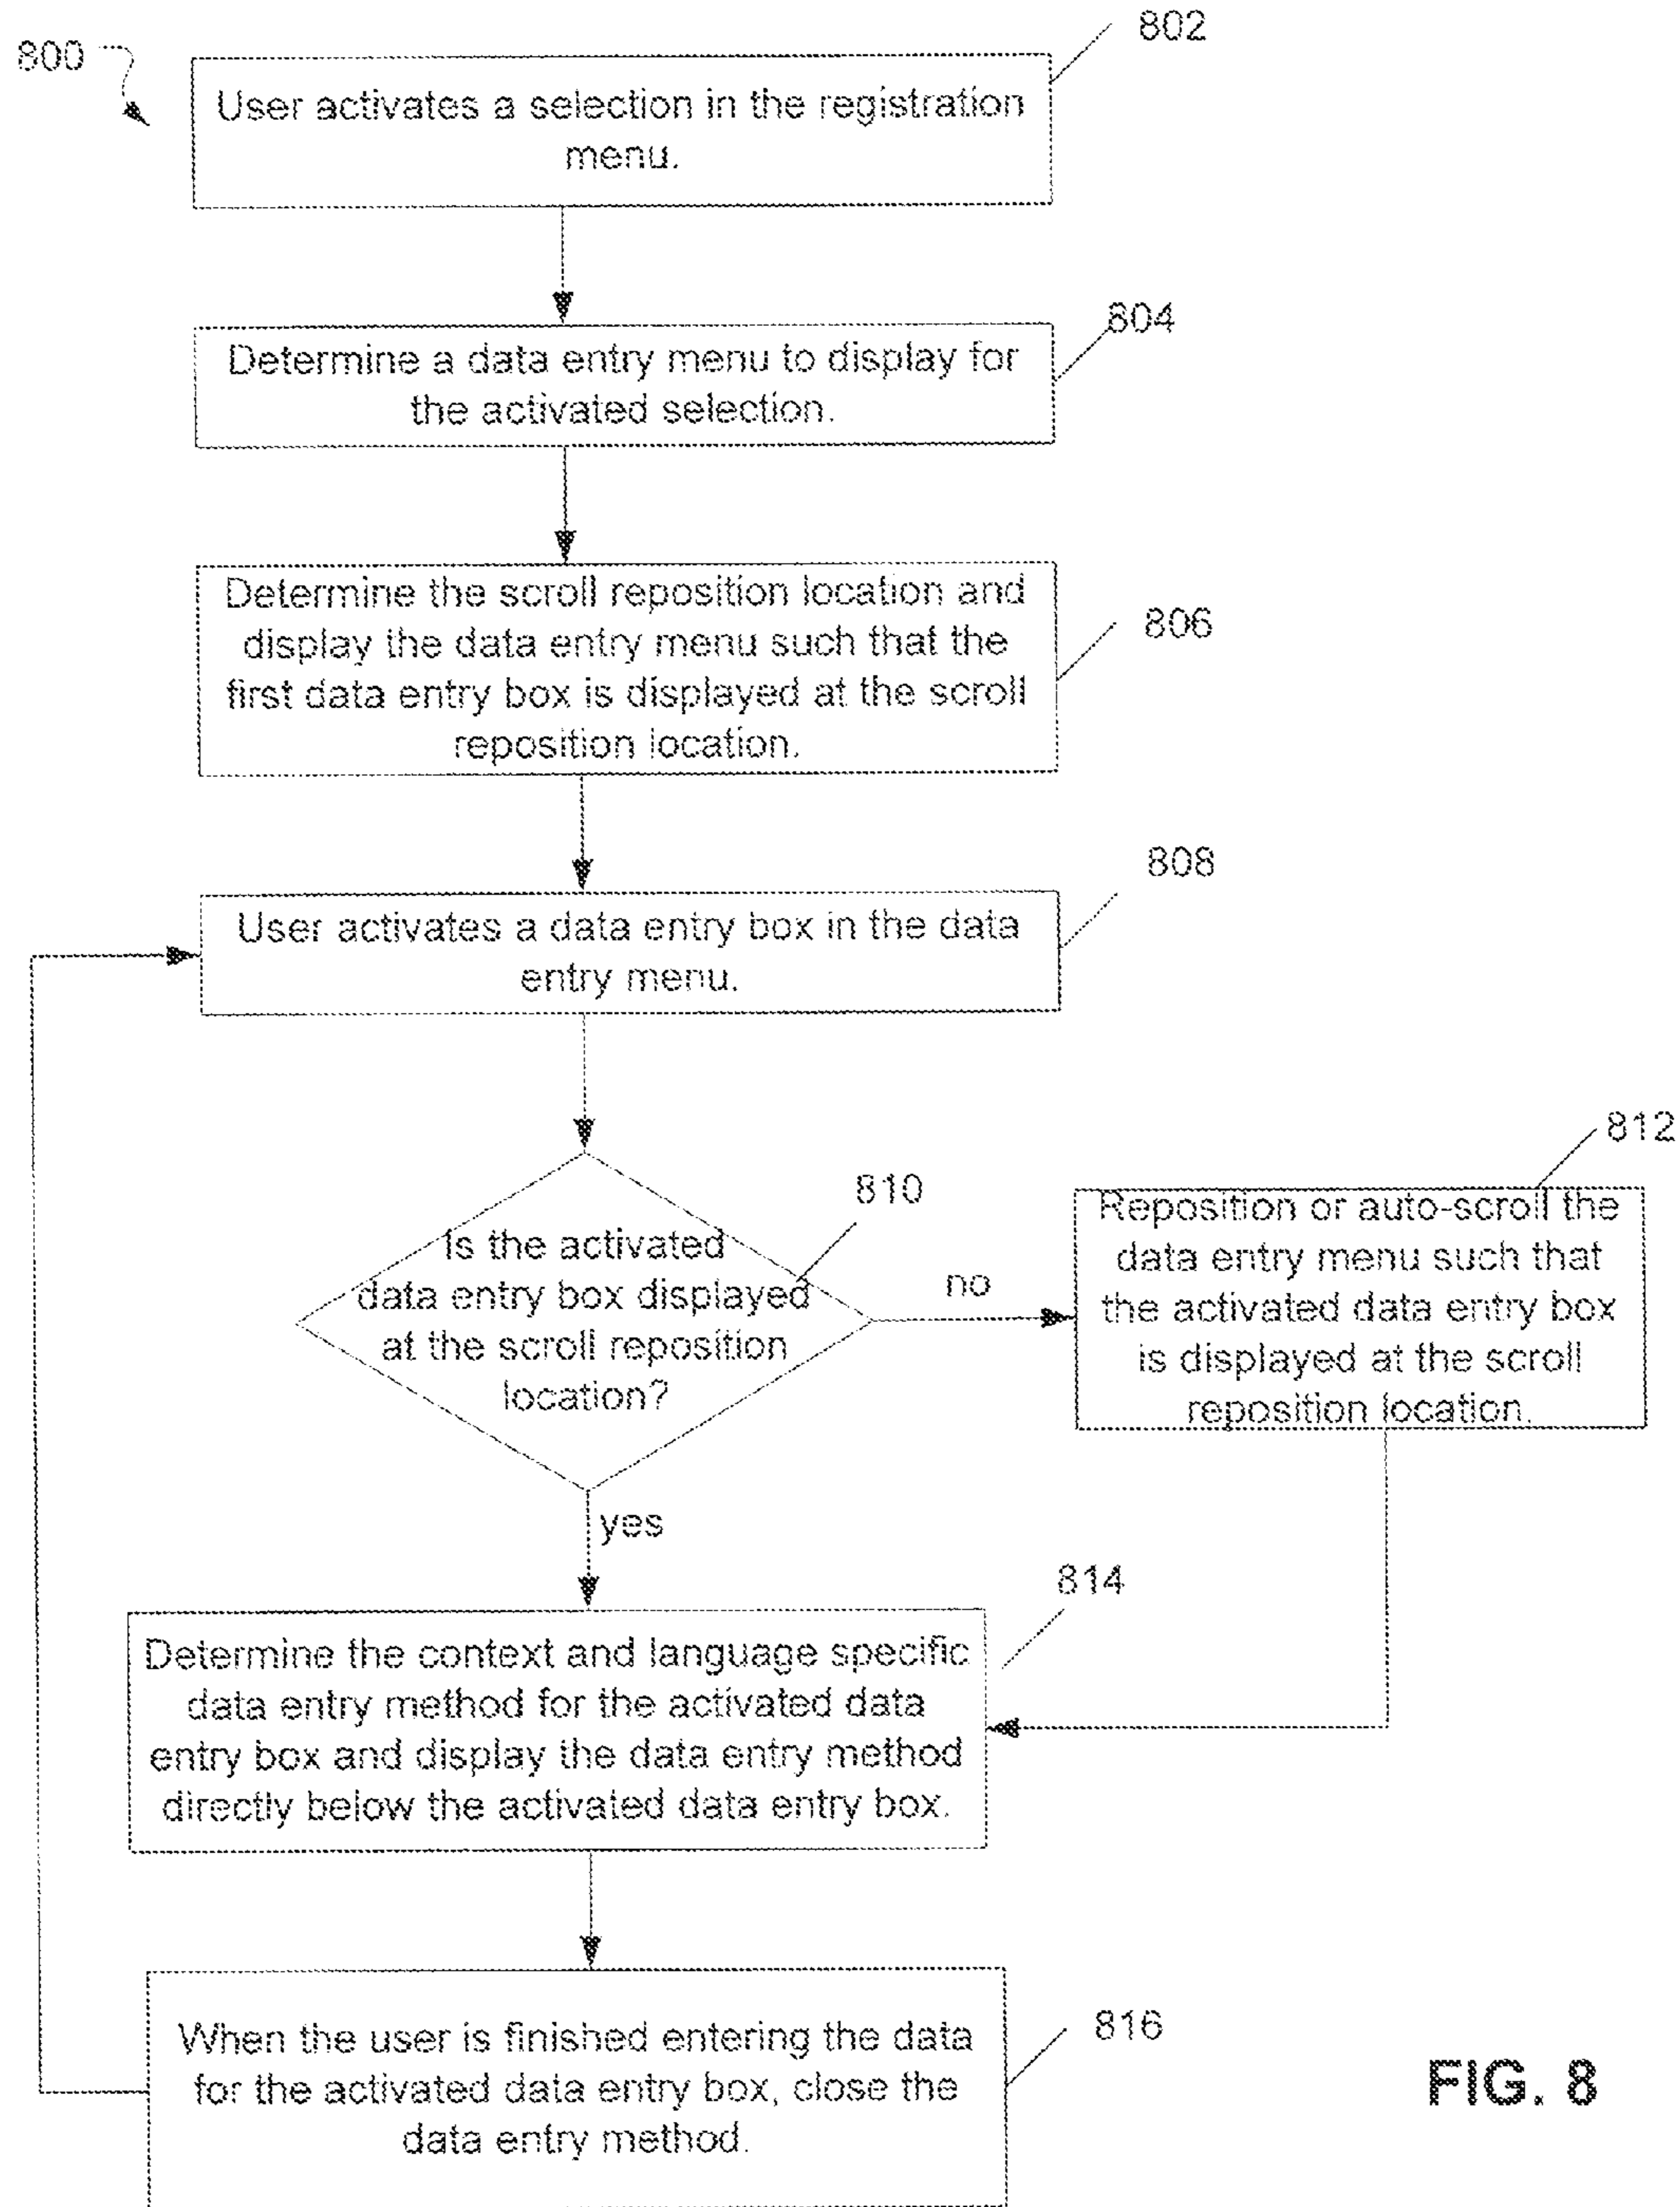 800
802
User activates a selection in the registration
menu.
804
Determine a data entry menu to display for
the activated selection.
806
Determine the scroll reposition location and
display the data entry menu such that the
first data entry box is displayed at the scroll
reposition location.
808
User activates a data entry box in the data
entry menu.
810
Is the activated
data entry box displayed
at the scroll reposition
location?
no
812
Reposition or auto-scroll the
data entry menu such that
the activated data entry box
is displayed at the scroll
reposition location.
yes
814
Determine the context and language specific
data entry method for the activated data
entry box and display the data entry method
directly below the activated data entry box.
816
When the user is finished entering the data
for the activated data entry box, close the
data entry method.
FIG. 8